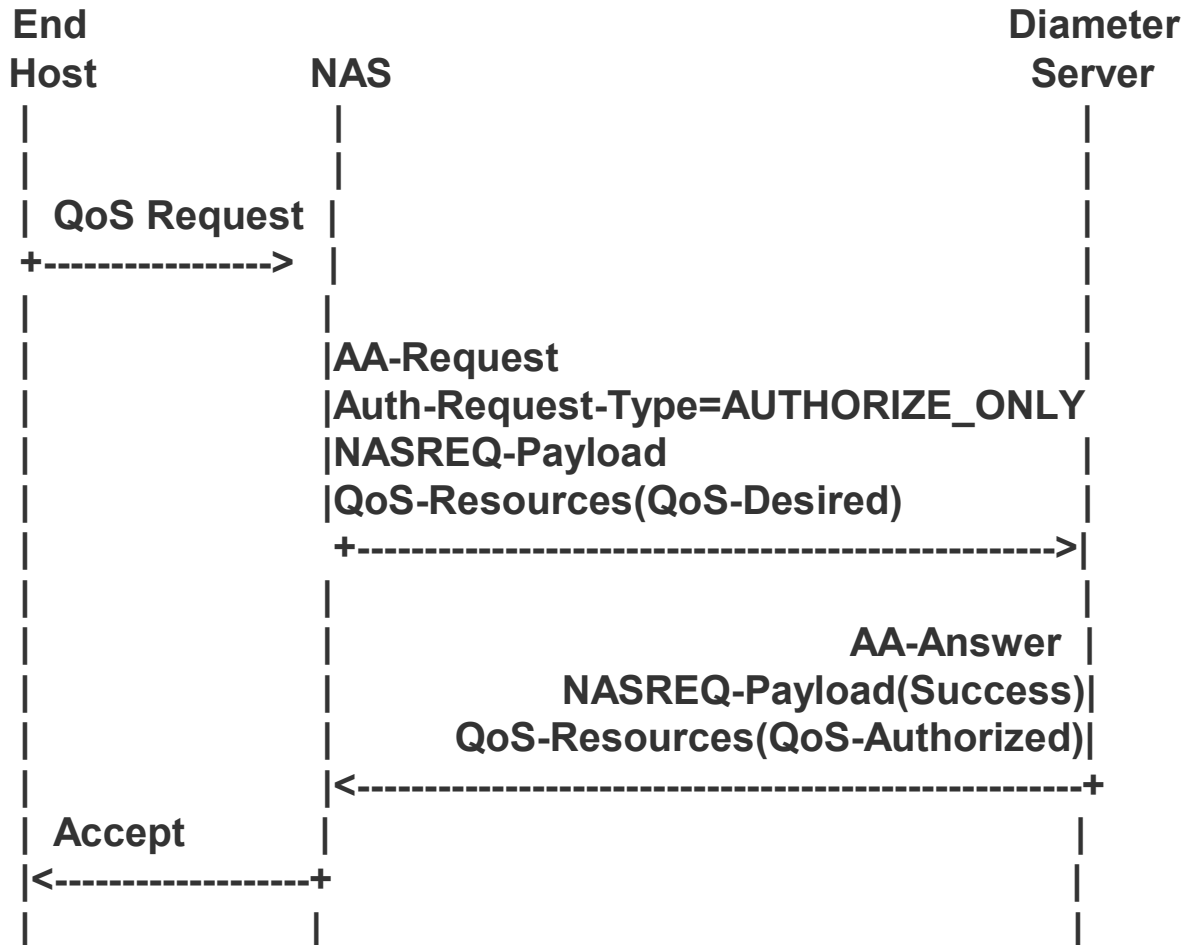 End Diameter
Host NAS Server
| | |
| | |
| QoS Request | |
+-----------------> | |
| | |
| |AA-Request |
| |Auth-Request-Type=AUTHORIZE_ONLY
| |NASREQ-Payload |
| |QoS-Resources(QoS-Desired) |
| +---------------------------------------------------->|
| | |
| | AA-Answer |
| | NASREQ-Payload(Success)|
| | QoS-Resources(QoS-Authorized)|
| |<------------------------------------------------------+
| Accept | |
|<-------------------+ |
| | |